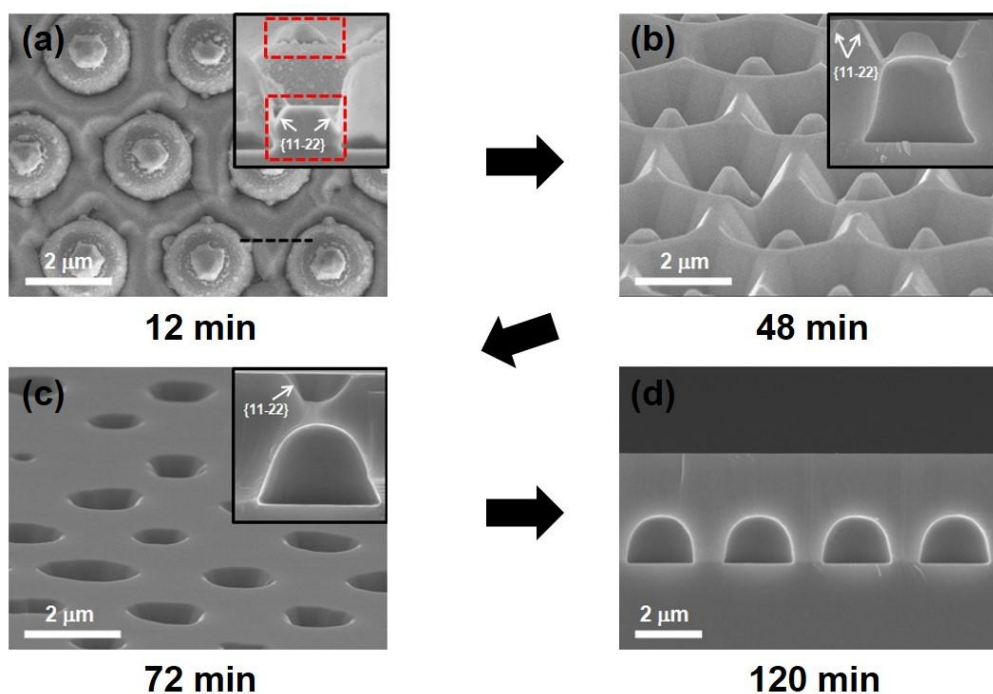 (a)
{11-22}
2 μm
12 min
(b)
{11-22}
2 μm
48 min
(c)
{11-22}
2 μm
72 min
(d)
2 μm
120 min